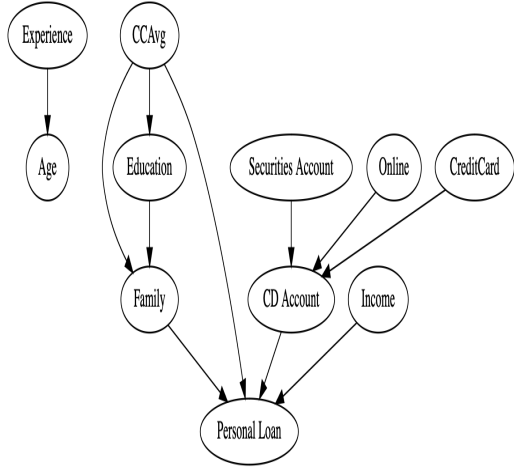 Experience
CCAvg
Age
Education
Securities Account
Online
CreditCard
Family
CD Account
Income
Personal Loan